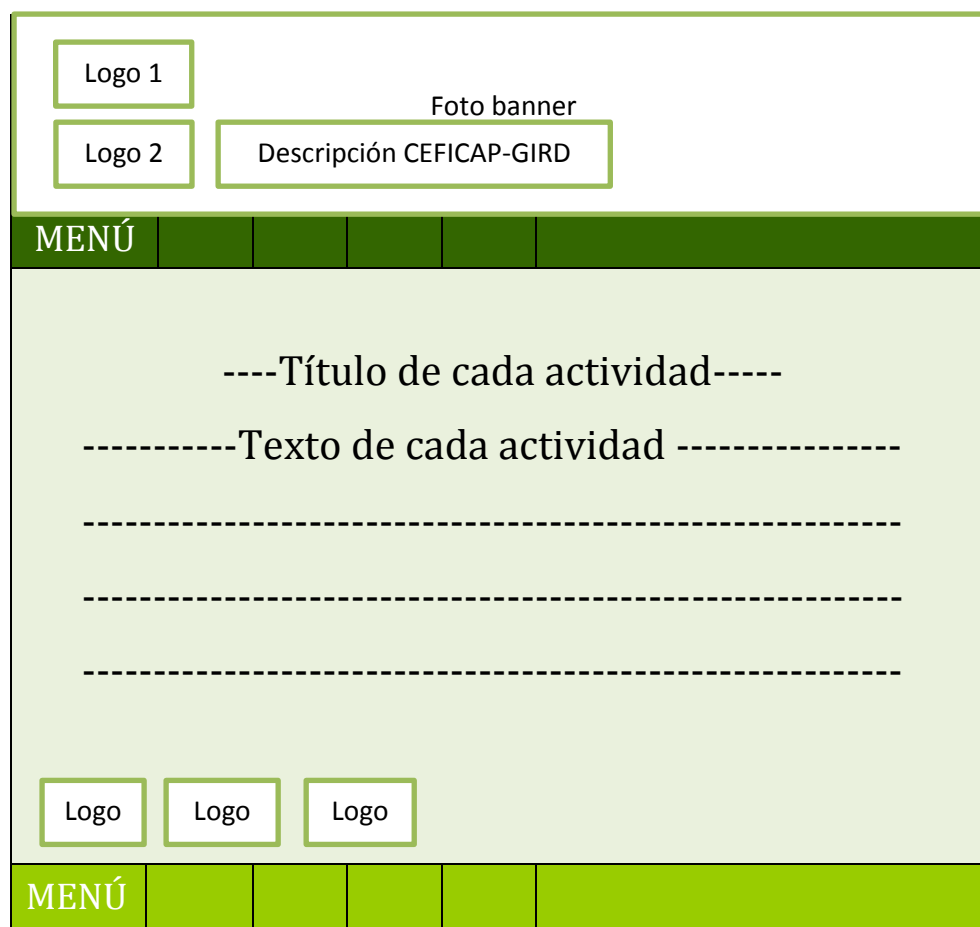 Logo 1
Foto banner
Logo 2
Descripción CEFICAP-GIRD
MENÚ
----Título de cada actividad-----
-----------Texto de cada actividad ----------------
----------------------------------------------------------
----------------------------------------------------------
----------------------------------------------------------
Logo Logo Logo
MENÚ